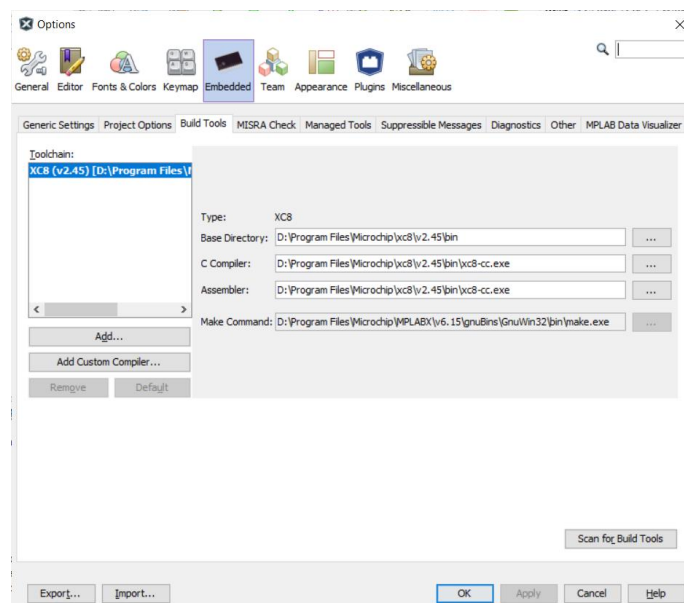 Options
General Editor Fonts & Colors Keymap Embedded Team Appearance Plugins Miscellaneous
Generic Settings Project Options Build Tools MISRA Check Managed Tools Suppressible Messages Diagnostics Other MPLAB Data Visualizer
Toolchain:
XC8 (v2.45) [D:\Program Files\
Type: XC8
Base Directory: D:\Program Files\Microchip\xc8\v2.45\bin ...
C Compiler: D:\Program Files\Microchip\xc8\v2.45\bin\xc8-cc.exe ...
Assembler: D:\Program Files\Microchip\xc8\v2.45\bin\xc8-cc.exe ...
Make Command: D:\Program Files\Microchip\MPLABX\v6.15\gnuBins\GnuWin32\bin\make.exe ...
Add...
Add Custom Compiler...
Remove Default
Scan for Build Tools
Export... Import... OK Apply Cancel Help